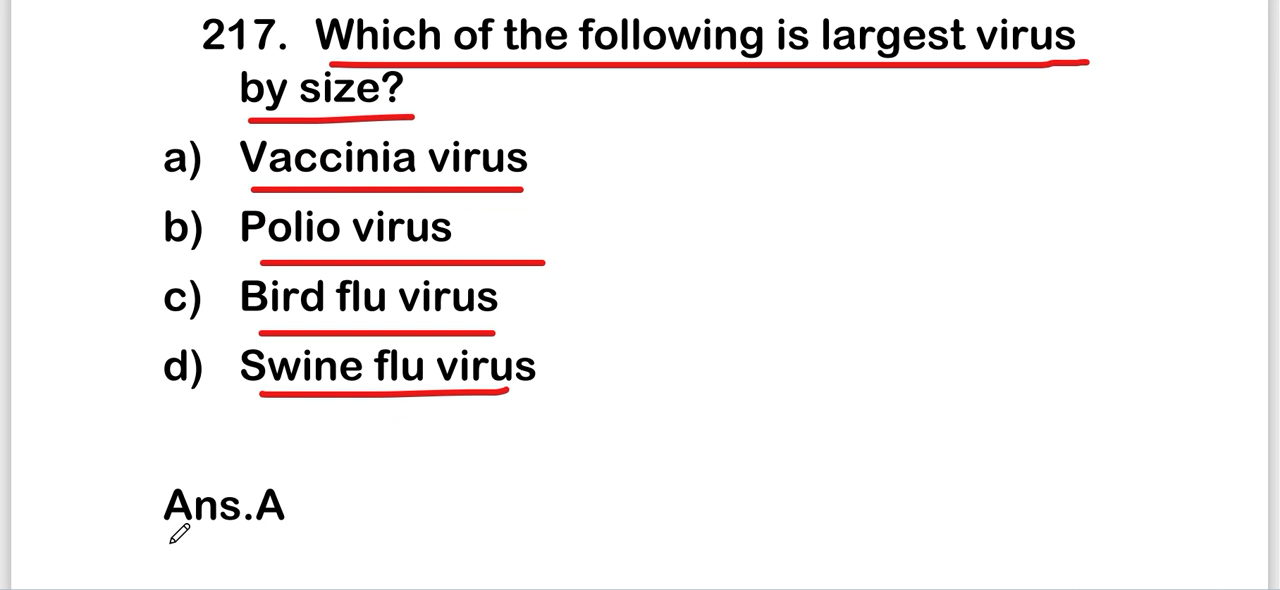 217. Which of the following is largest virus
by size?
a) Vaccinia virus
b) Polio virus
c) Bird flu virus
d) Swine flu virus
Ans.A